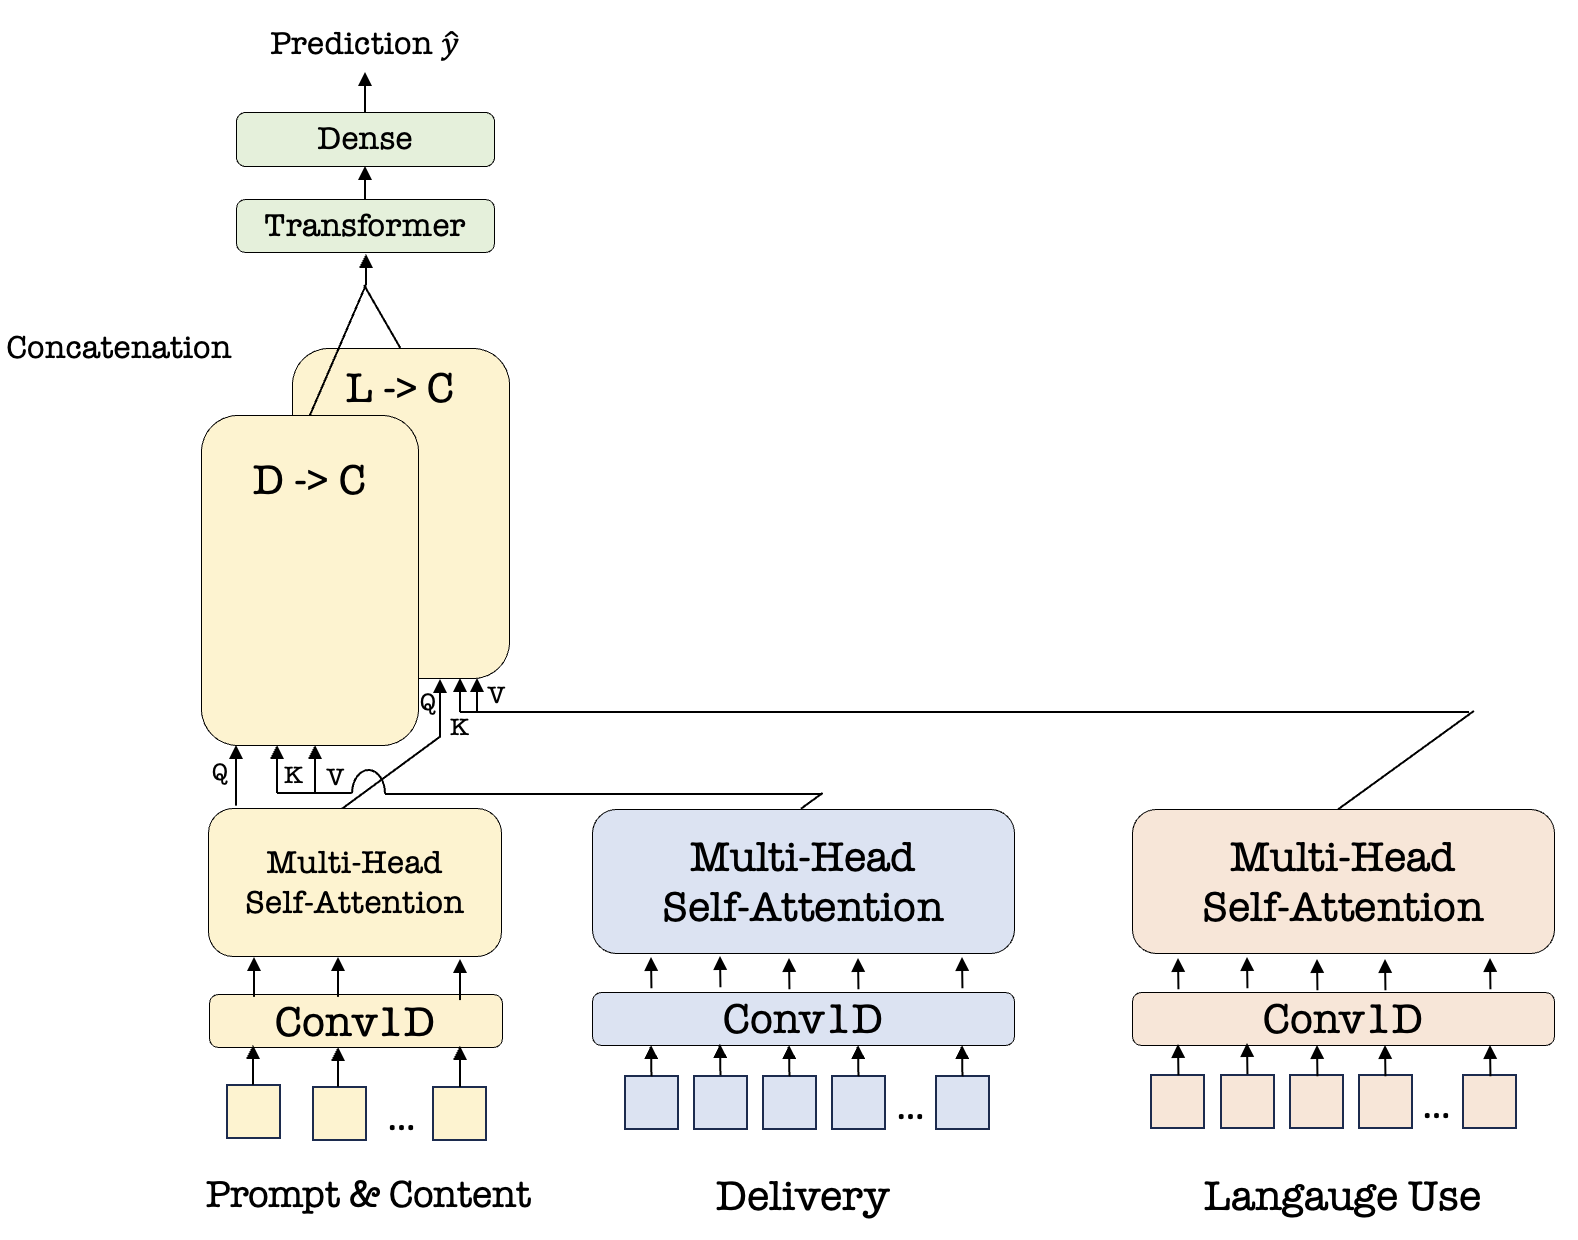 Prediction ŷ
Dense
Transformer
Concatenation
L -> C
D -> C
Q
K
V
Q
K
V
Multi-Head
Self-Attention
Multi-Head
Self-Attention
Multi-Head
Self-Attention
Conv1D
Conv1D
Conv1D
...
...
...
Prompt & Content
Delivery
Langauge Use